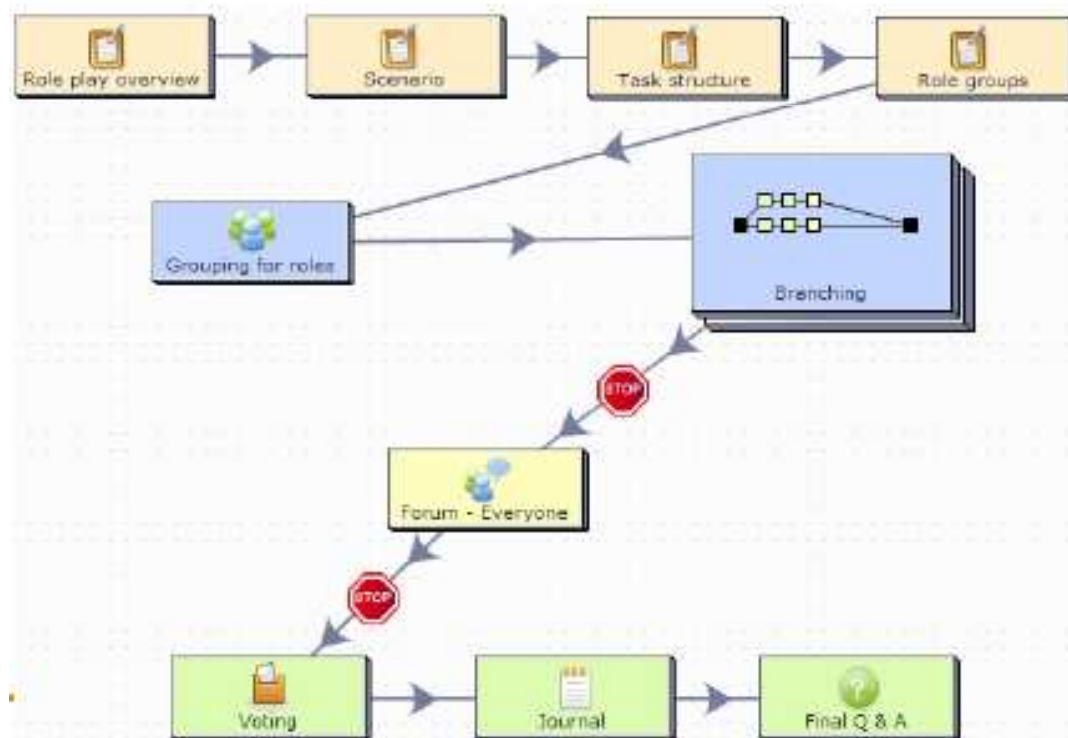 Role play overview
Scenario
Task structure
Role groups
Grouping for roles
Branching
STOP
Forum - Everyone
STOP
Voting
Journal
Final Q & A